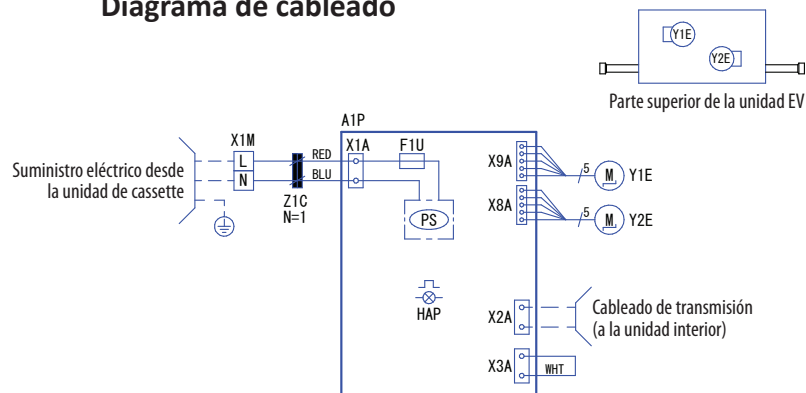 Diagrama de cableado
Y1E
Y2E
Parte superior de la unidad EV
A1P
X1M
X1A
F1U
L
RED
N
BLU
Suministro eléctrico desde
la unidad de cassette
Z1C
N=1
PS
X9A
5
M
Y1E
X8A
5
M
Y2E
HAP
X2A
Cableado de transmisión
(a la unidad interior)
X3A
WHT